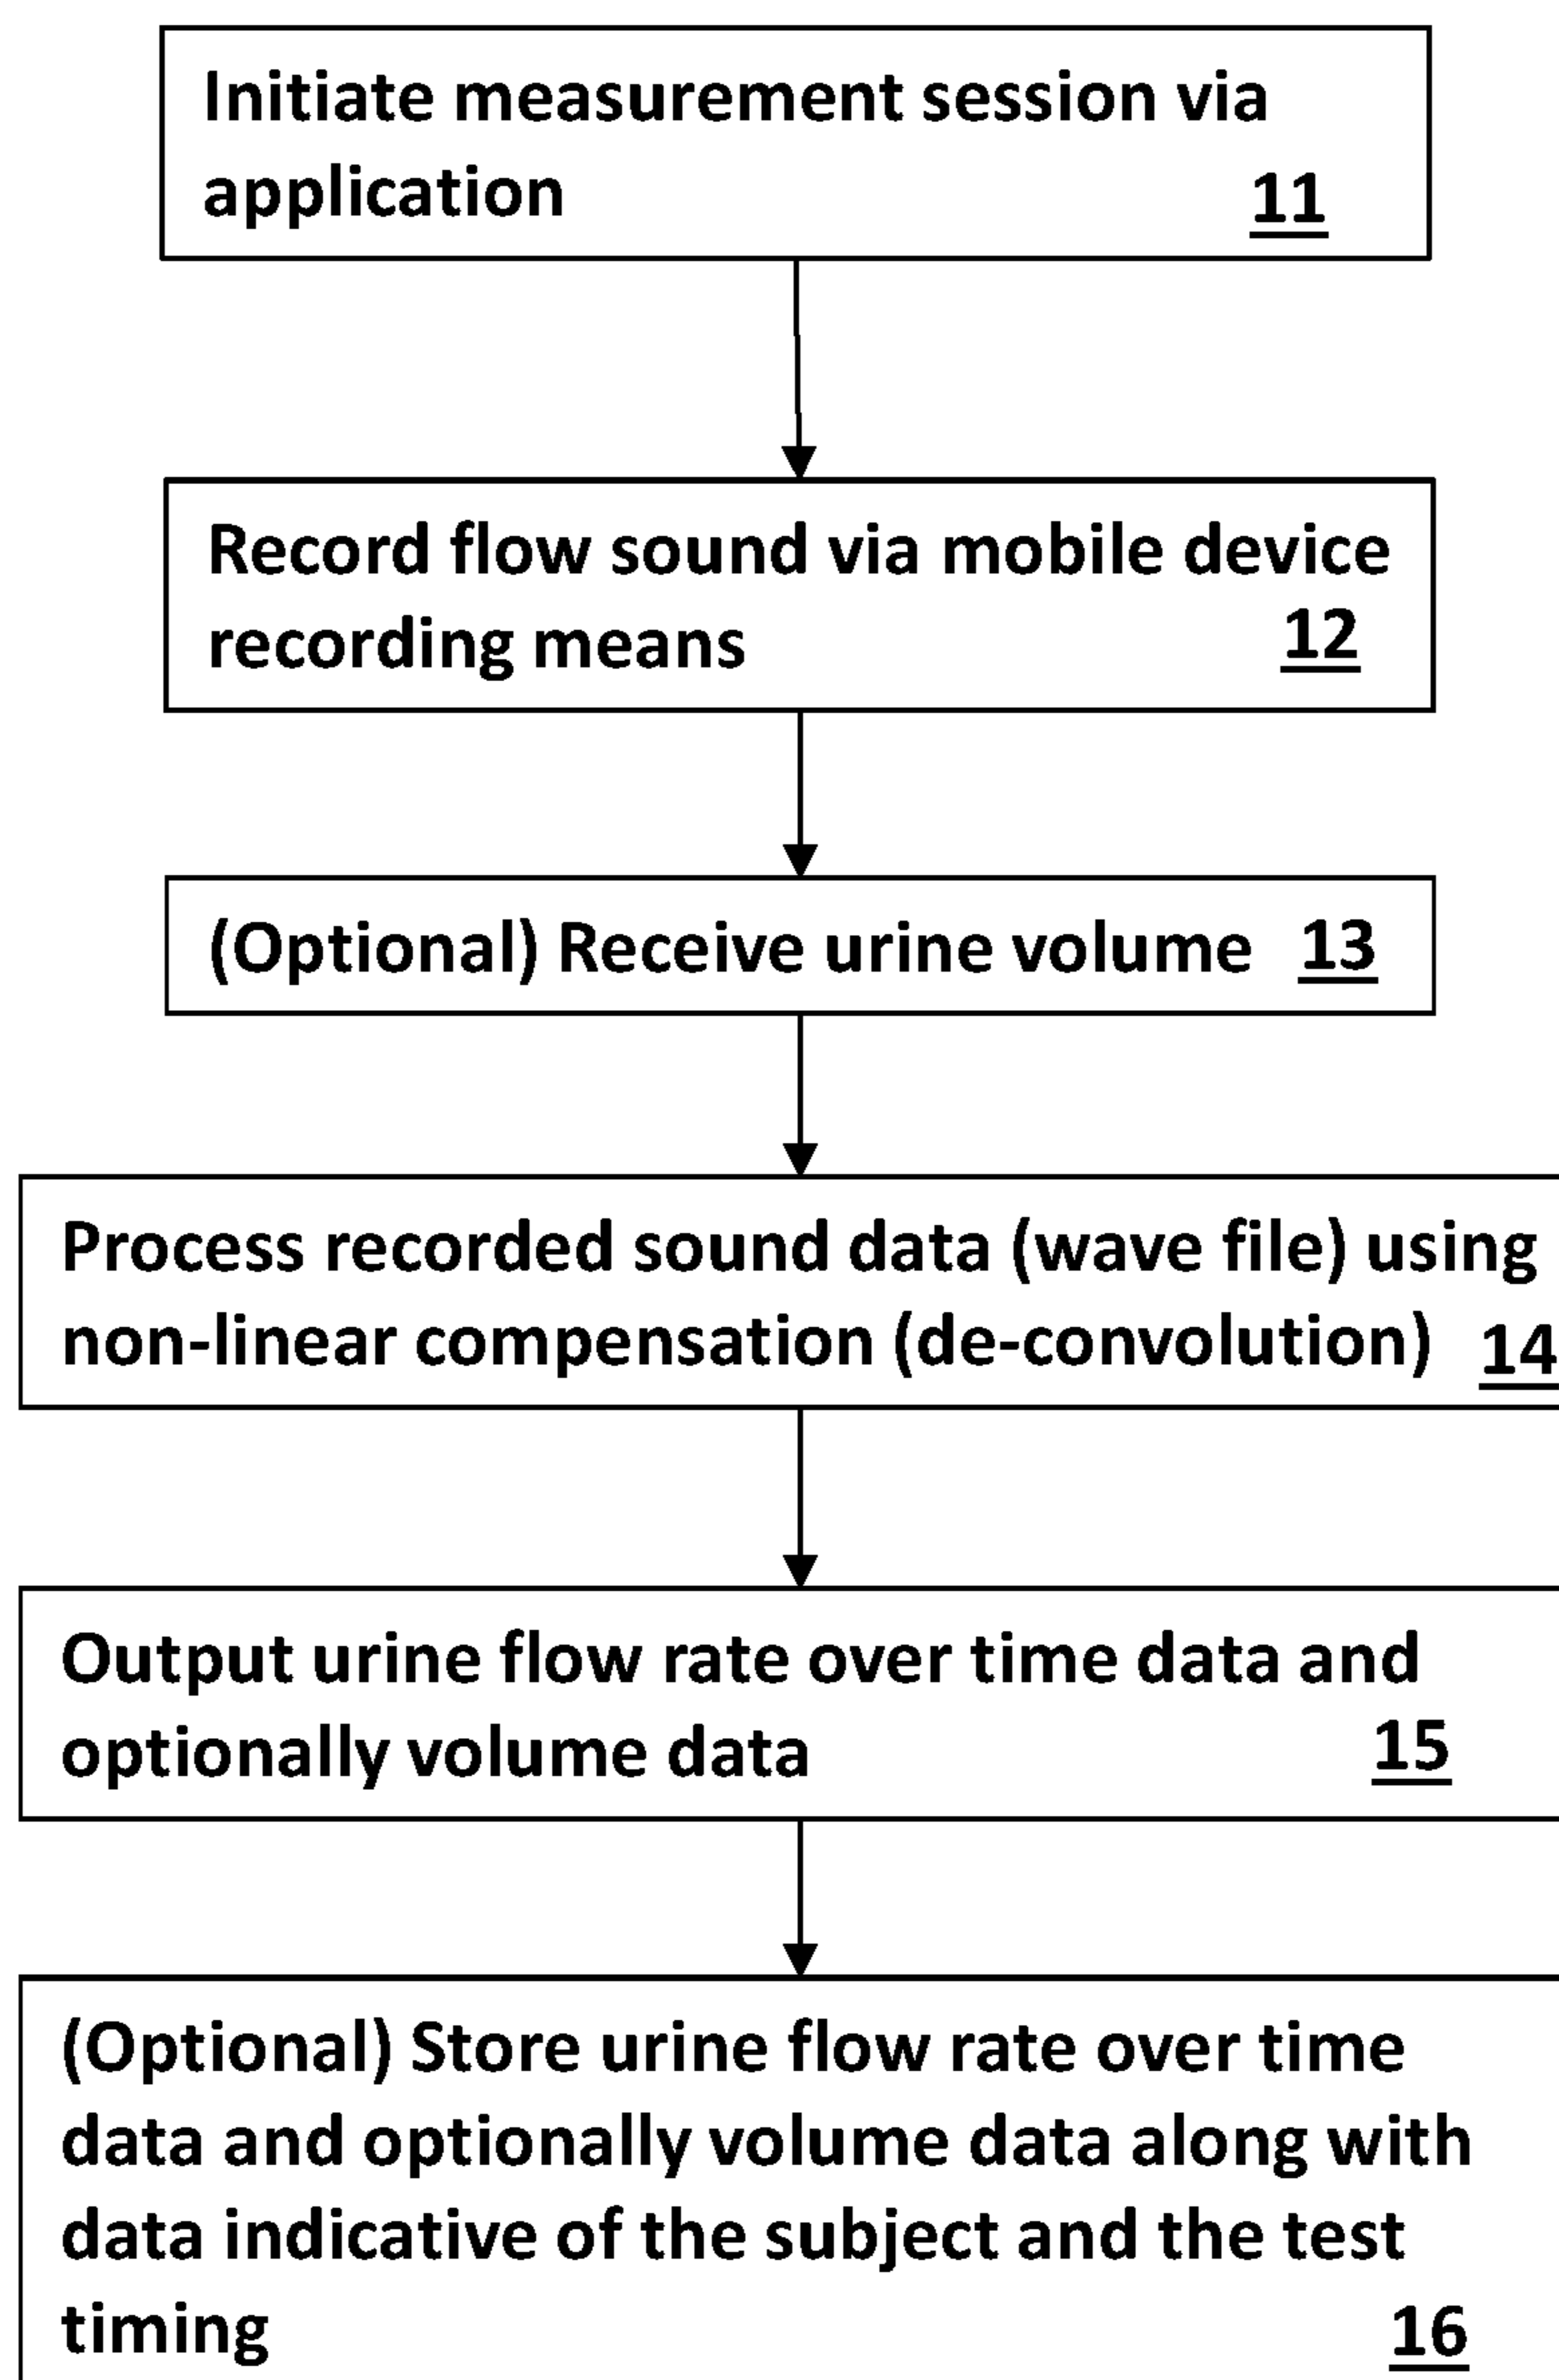 Initiate measurement session via
application 11
Record flow sound via mobile device
recording means 12
(Optional) Receive urine volume 13
Process recorded sound data (wave file) using
non-linear compensation (de-convolution) 14
Output urine flow rate over time data and
optionally volume data 15
(Optional) Store urine flow rate over time
data and optionally volume data along with
data indicative of the subject and the test
timing 16